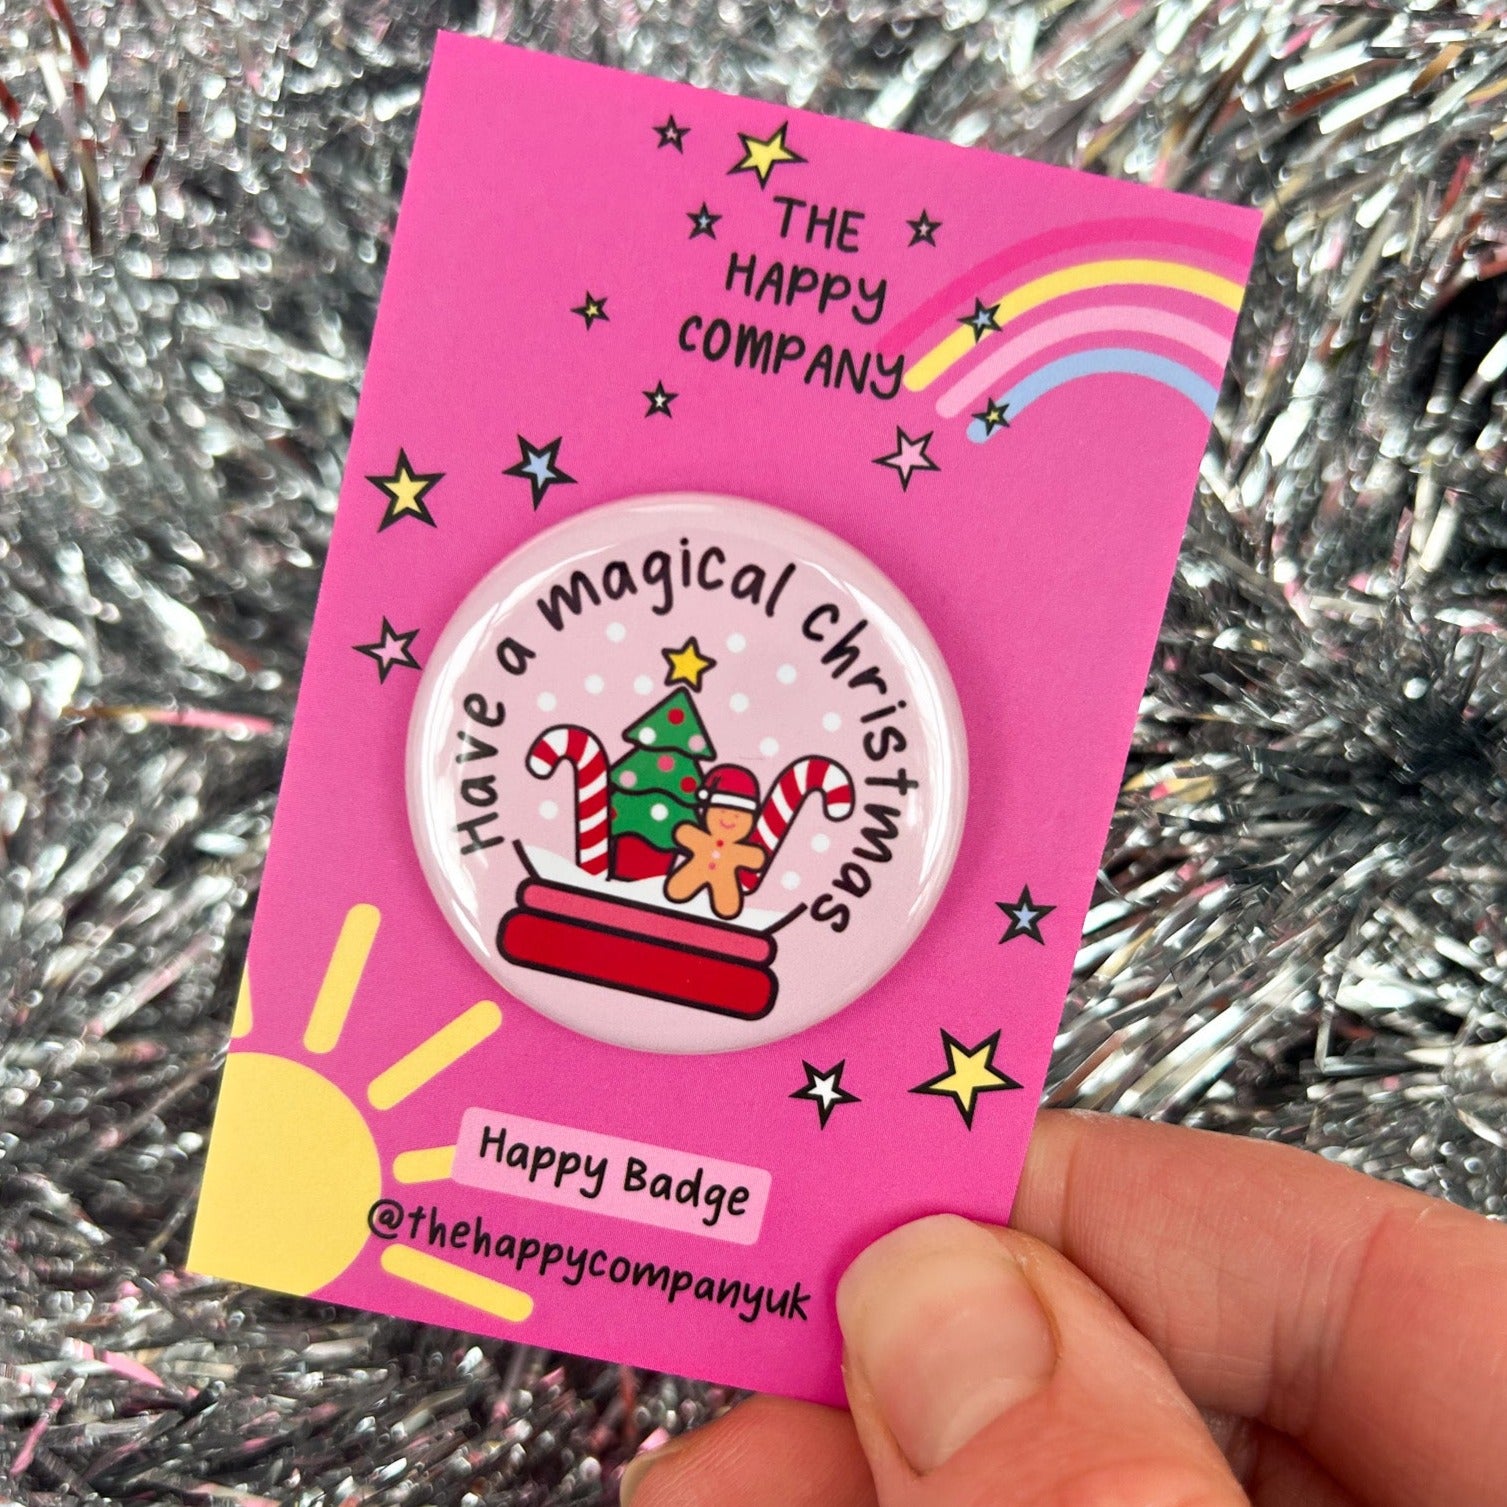 THE
HAPPY
COMPANY
Have a magical christmas
Happy Badge
@thehappycompanyuk